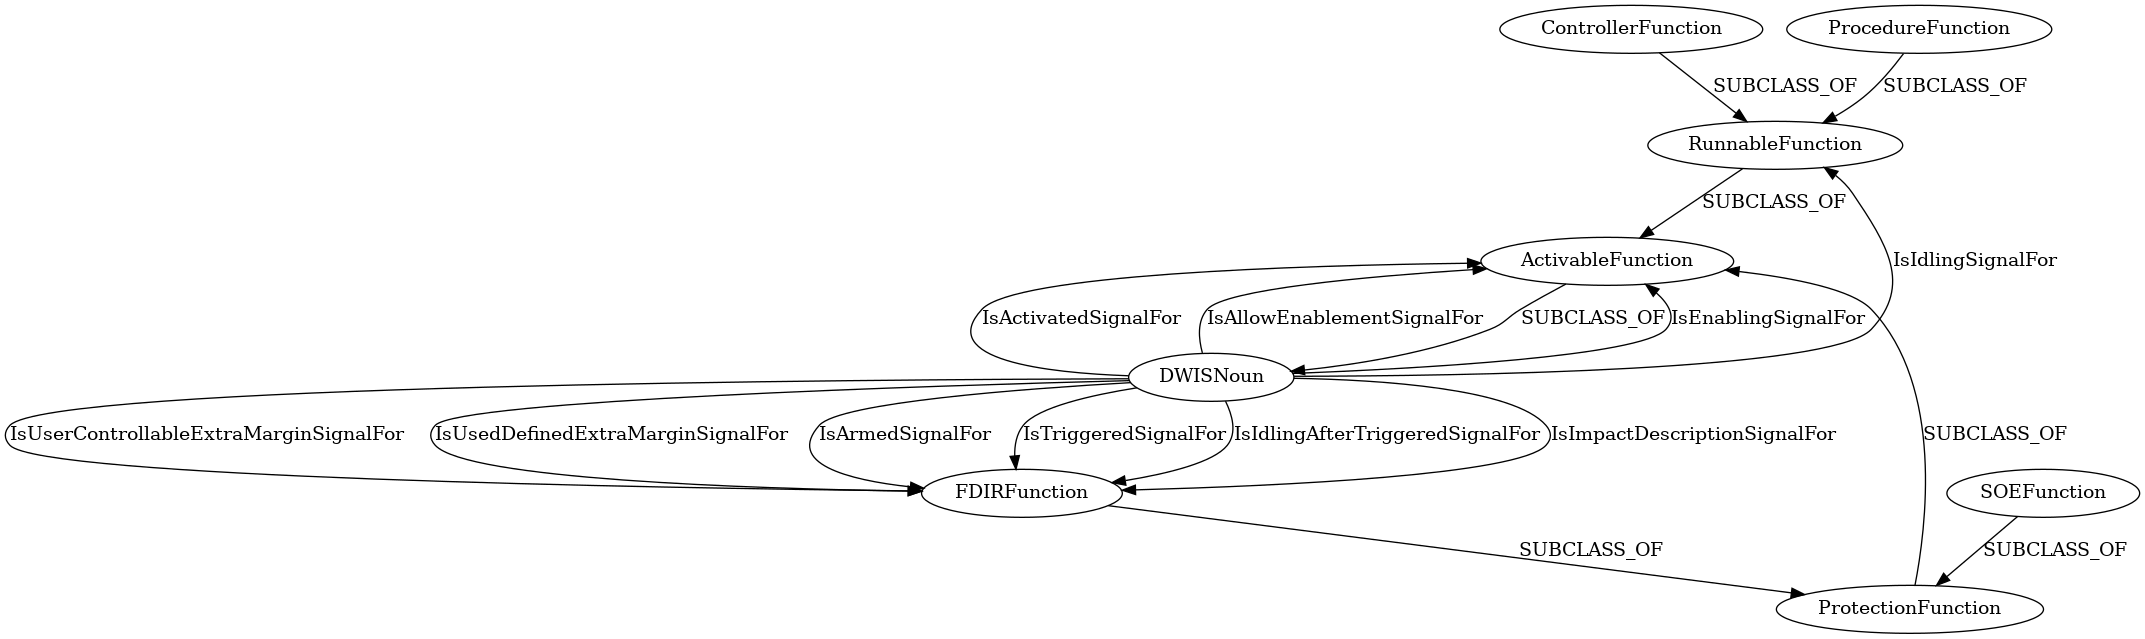 ControllerFunction
ProcedureFunction
SUBCLASS_OF
SUBCLASS_OF
RunnableFunction
SUBCLASS_OF
ActivableFunction
IsIdlingSignalFor
IsActivatedSignalFor
IsAllowEnablementSignalFor
SUBCLASS_OF
IsEnablingSignalFor
DWISNoun
IsUserControllableExtraMarginSignalFor
IsUsedDefinedExtraMarginSignalFor
IsArmedSignalFor
IsTriggeredSignalFor
IsIdlingAfterTriggeredSignalFor
IsImpactDescriptionSignalFor
SUBCLASS_OF
FDIRFunction
SOEFunction
SUBCLASS_OF
SUBCLASS_OF
ProtectionFunction